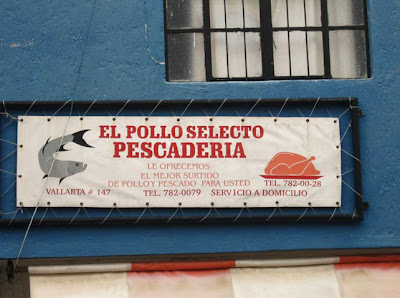 EL POLLO SELECTO
PESCADERIA
LE OFRECEMOS
EL MEJOR SURTIDO
DE POLLO Y PESCADO PARA USTED
TEL. 782-00-28
VALLARTA # 147 TEL. 782-0079 SERVICIO A DOMICILIO